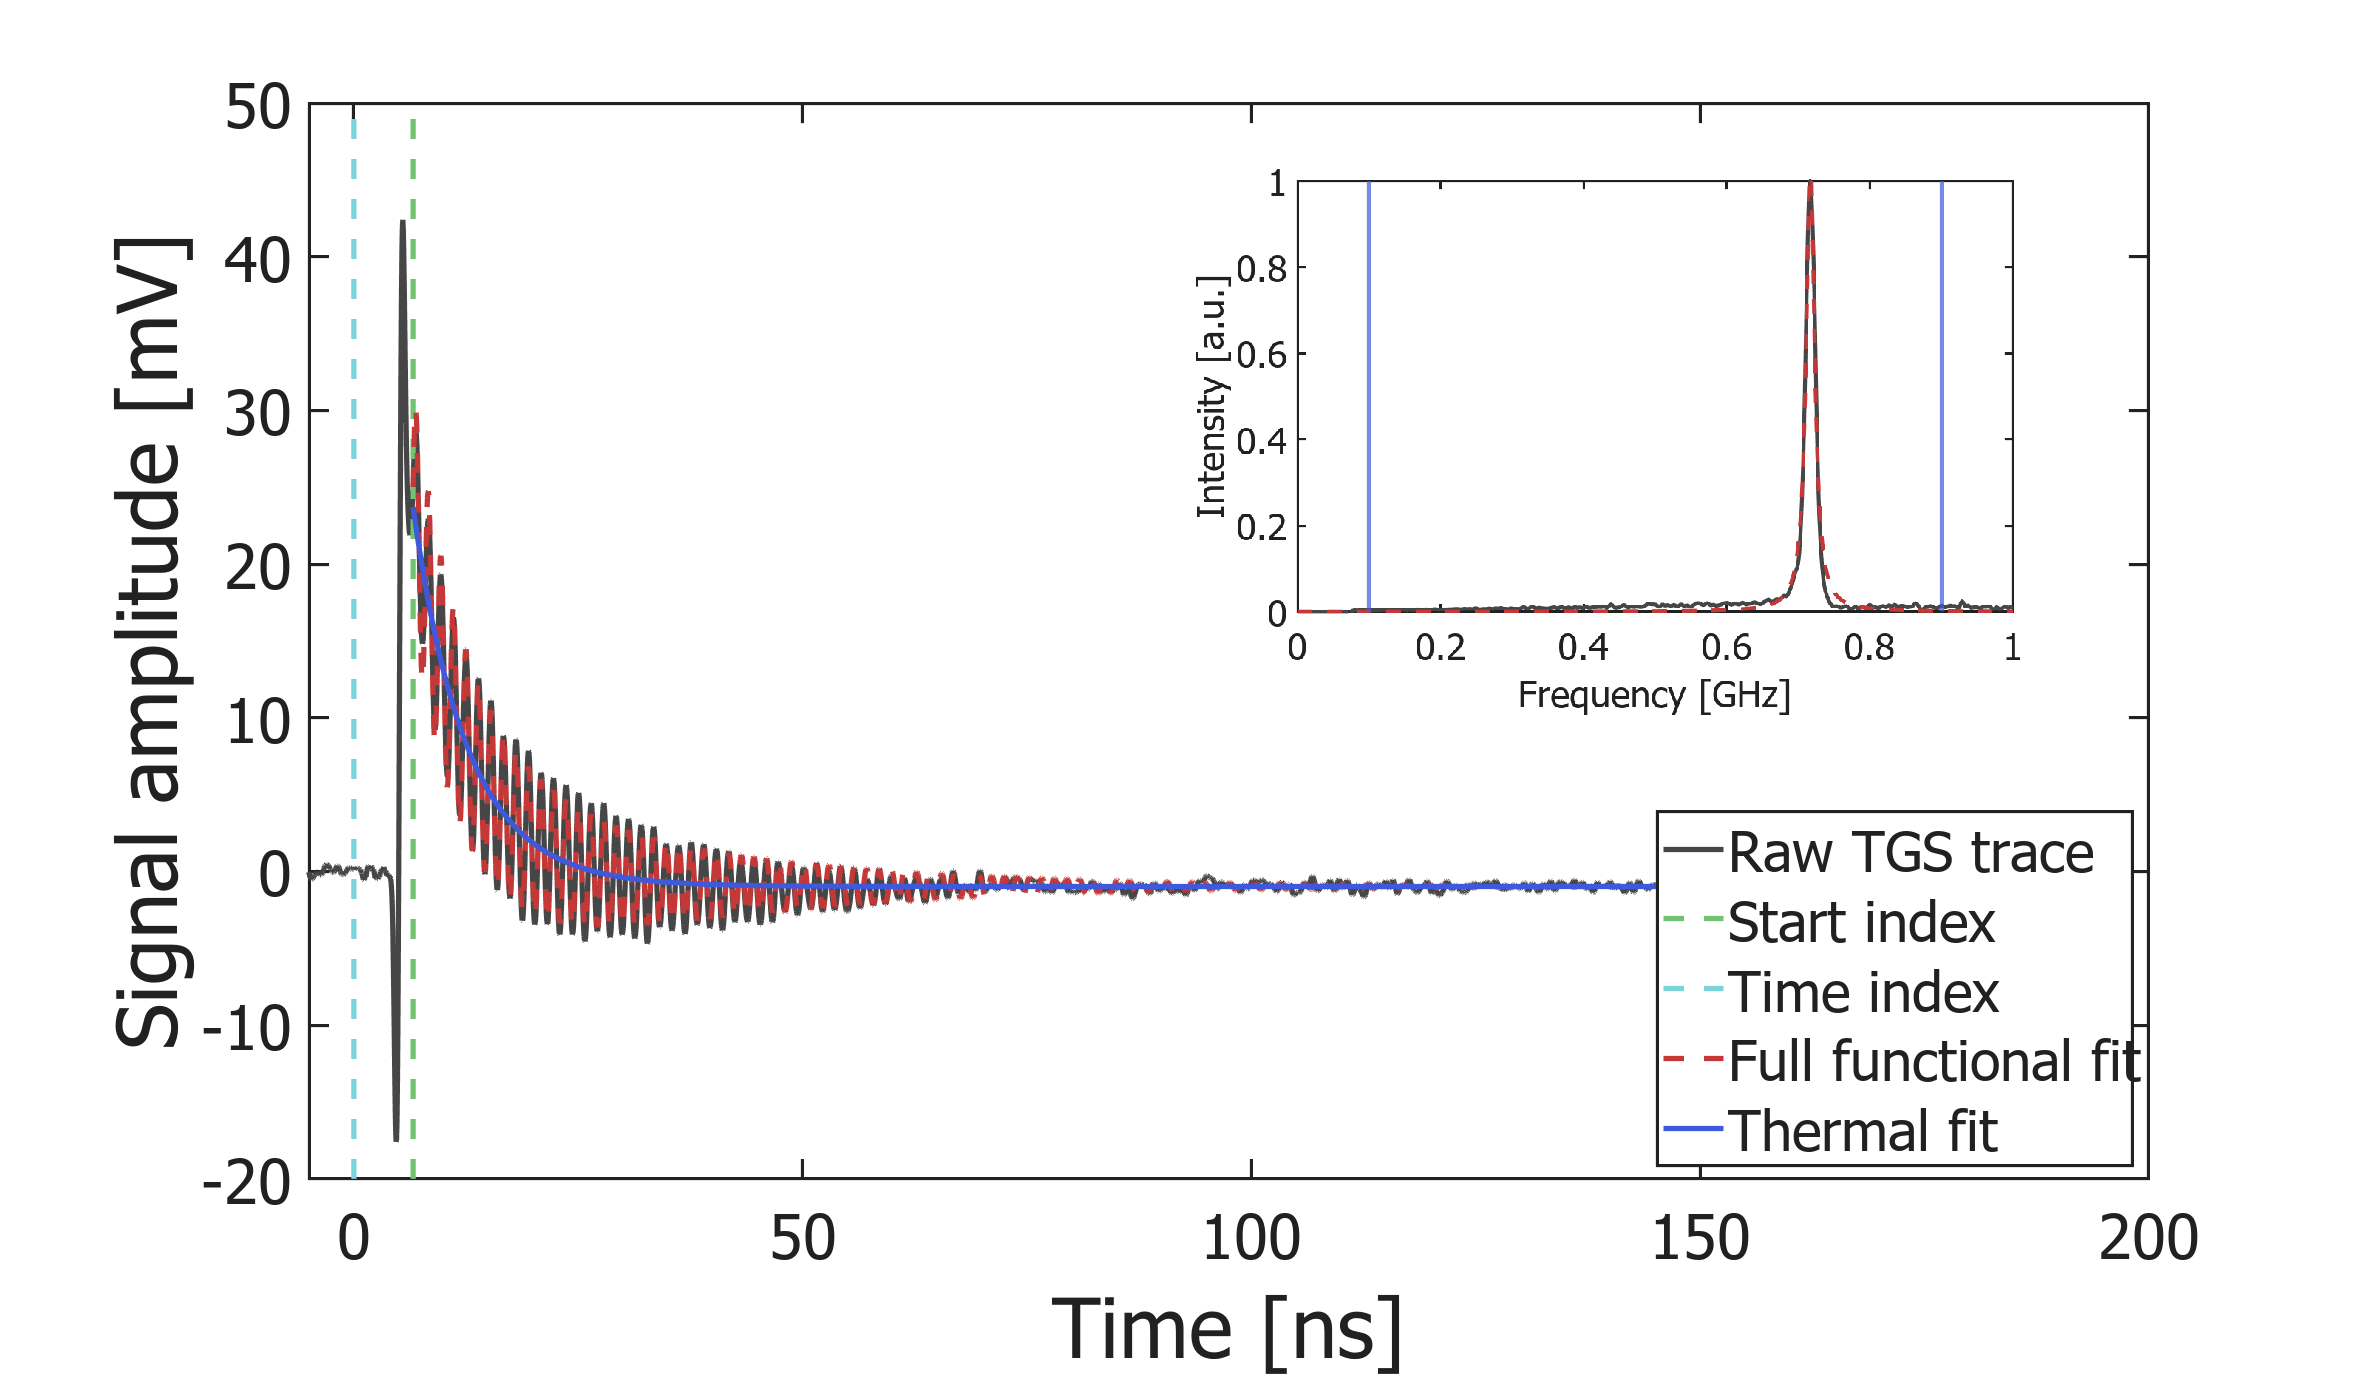 Signal amplitude [mV]
50
40
30
20
10
0
-10
-20
0
50
100
150
200
Time [ns]
Intensity [a.u.]
1
0.8
0.6
0.4
0.2
0
0
0.2
0.4
0.6
0.8
1
Frequency [GHz]
Raw TGS trace
Start index
Time index
Full functional fit
Thermal fit